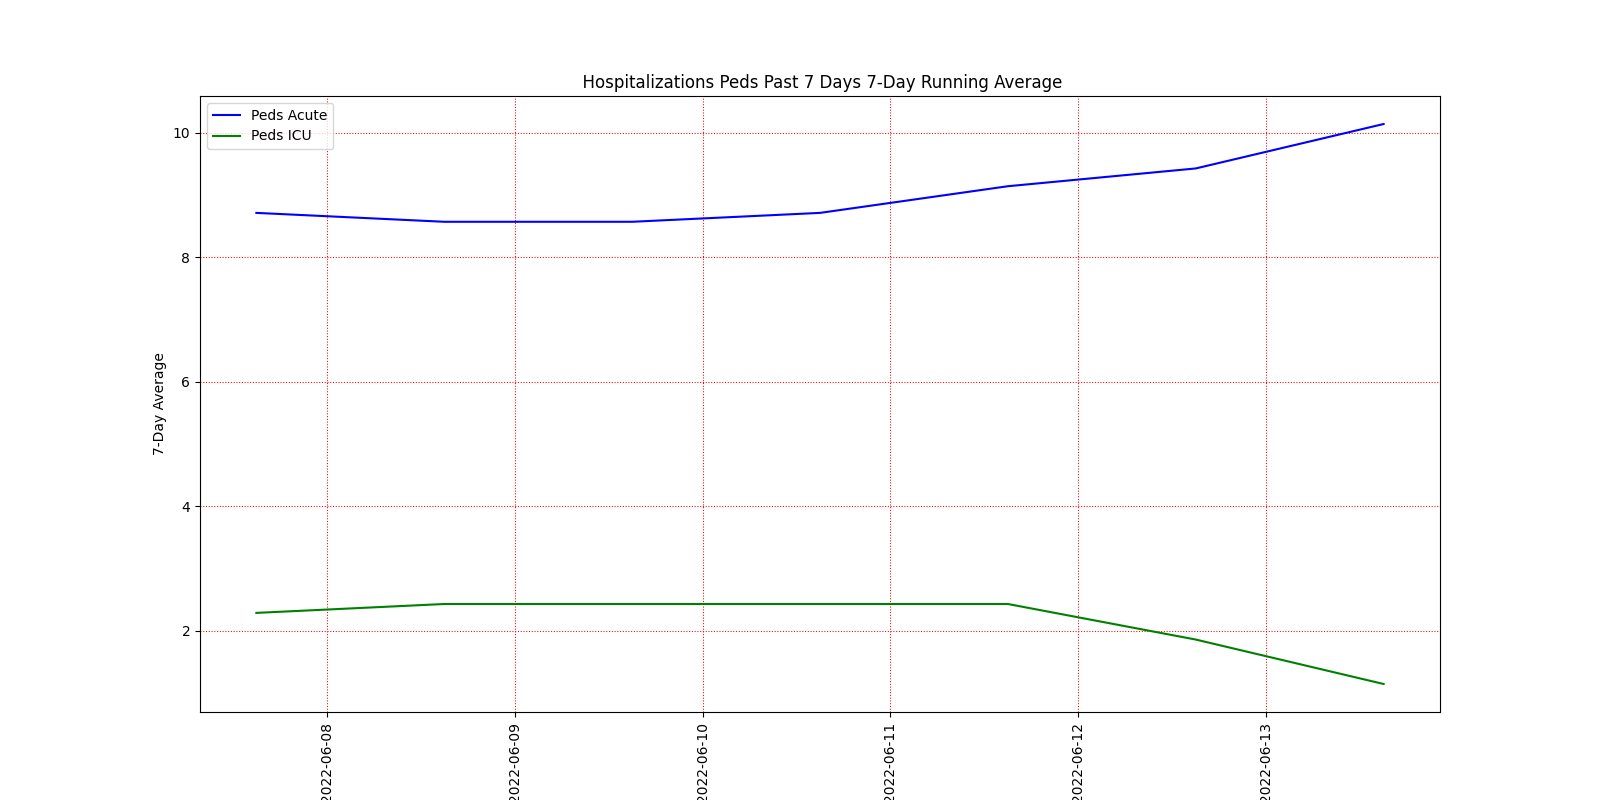 Hospitalizations Peds Past 7 Days 7-Day Running Average
Peds Acute
Peds ICU
10
8
6
4
2
7-Day Average
2022-06-08
2022-06-09
2022-06-10
2022-06-11
2022-06-12
2022-06-13